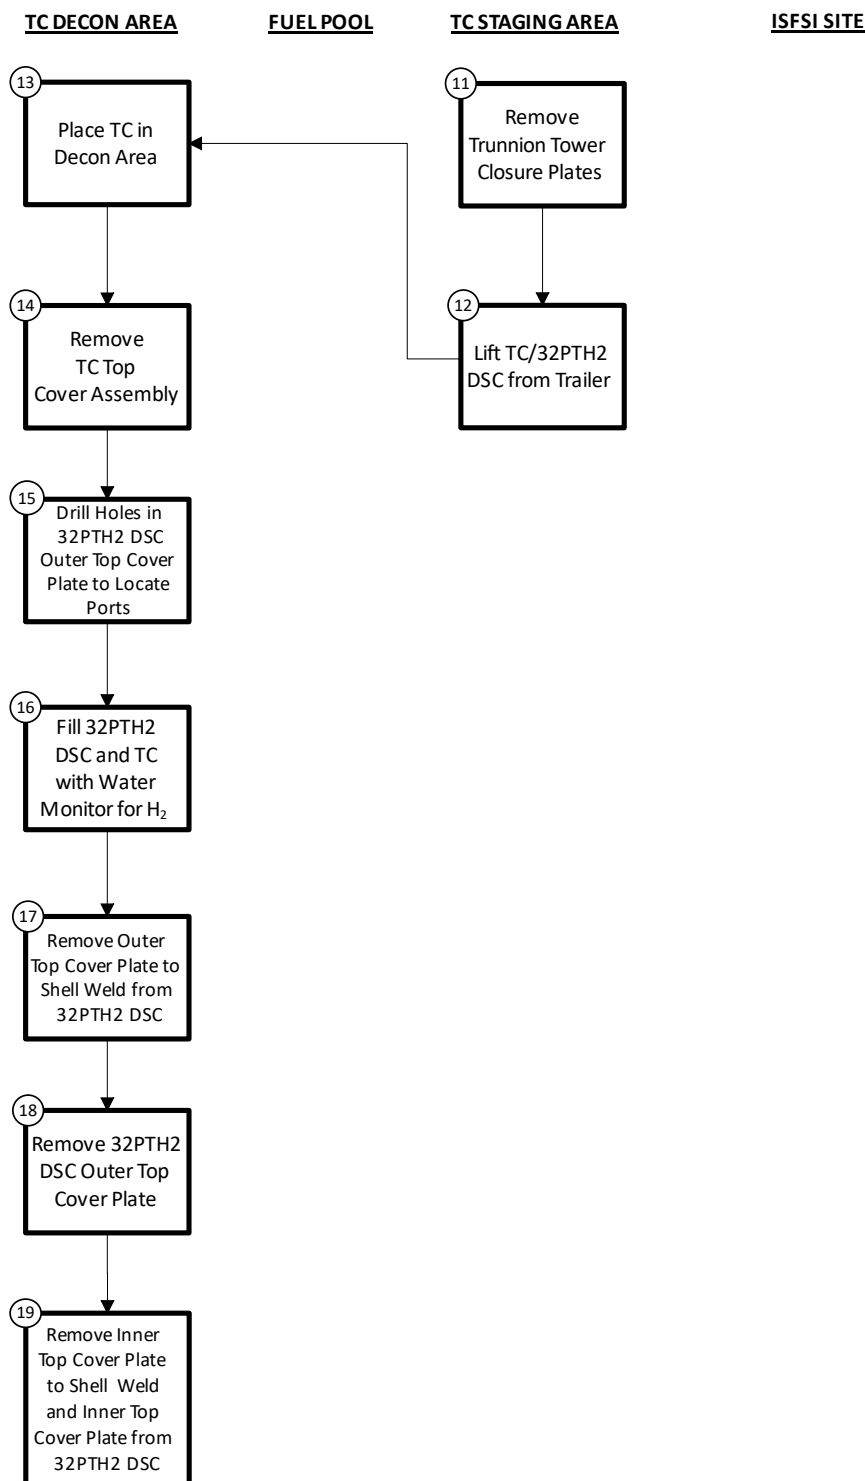 TC DECON AREA
FUEL POOL
TC STAGING AREA
ISFSI SITE
13
Place TC in
Decon Area
11
Remove
Trunnion Tower
Closure Plates
14
Remove
TC Top
Cover Assembly
12
Lift TC/32PTH2
DSC from Trailer
15
Drill Holes in
32PTH2 DSC
Outer Top Cover
Plate to Locate
Ports
16
Fill 32PTH2
DSC and TC
with Water
Monitor for H₂
17
Remove Outer
Top Cover Plate to
Shell Weld from
32PTH2 DSC
18
Remove 32PTH2
DSC Outer Top
Cover Plate
19
Remove Inner
Top Cover Plate
to Shell Weld
and Inner Top
Cover Plate from
32PTH2 DSC